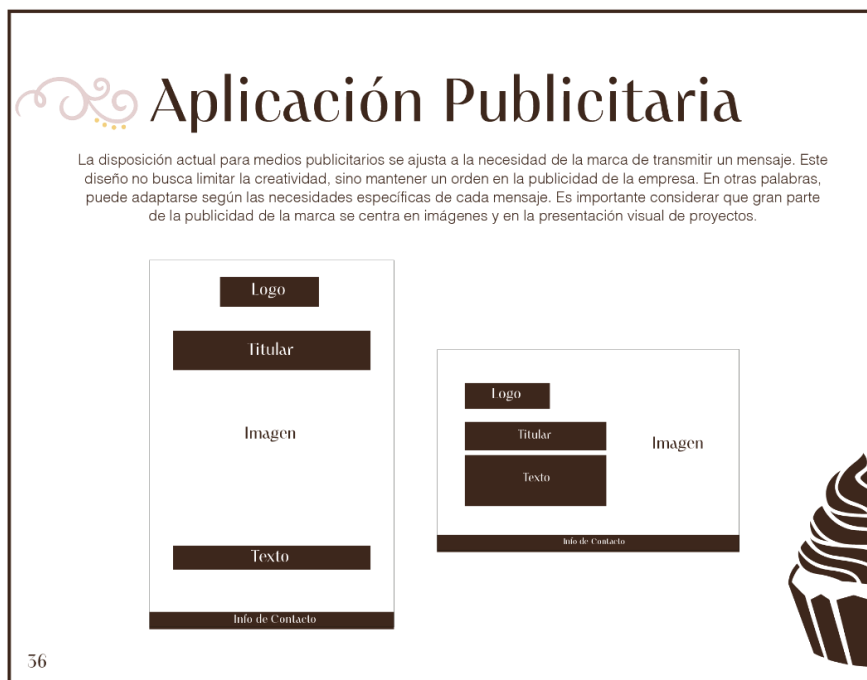 Aplicación Publicitaria
La disposición actual para medios publicitarios se ajusta a la necesidad de la marca de transmitir un mensaje. Este
diseño no busca limitar la creatividad, sino mantener un orden en la publicidad de la empresa. En otras palabras,
puede adaptarse según las necesidades específicas de cada mensaje. Es importante considerar que gran parte
de la publicidad de la marca se centra en imágenes y en la presentación visual de proyectos.
Logo
Titular
Imagen
Texto
Info de Contacto
Logo
Titular
Texto
Imagen
Info de Contacto
36